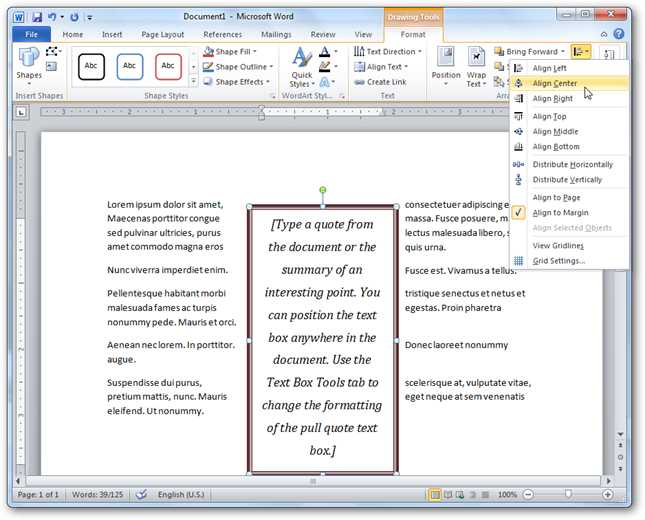 Document1 - Microsoft Word
Drawing Tools
File
Home
Insert
Page Layout
References
Mailings
Review
View
Format
Shapes
Insert Shapes
Abc
Abc
Abc
Shape Fill
Shape Outline
Shape Effects
Shape Styles
Quick
Styles
WordArt Styles
Text Direction
Align Text
Create Link
Text
Position
Wrap
Text
Bring Forward
Align Left
Align Center
Align Right
Align Top
Align Middle
Align Bottom
Distribute Horizontally
Distribute Vertically
Align to Page
Align to Margin
Align Selected Objects
View Gridlines
Grid Settings...
Lorem ipsum dolor sit amet,
Maecenas porttitor congue
sed pulvinar ultricies, purus
amet commodo magna eros
Nunc viverra imperdiet enim.
Pellentesque habitant morbi
malesuada fames ac turpis
nonummy pede. Mauris et orci.
Aenean nec lorem. In porttitor.
augue.
Suspendisse dui purus,
pretium mattis, nunc. Mauris
eleifend. Ut nonummy.
[Type a quote from
the document or the
summary of an
interesting point. You
can position the text
box anywhere in the
document. Use the
Text Box Tools tab to
change the formatting
of the pull quote text
box.]
consectetuer adipiscing
massa. Fusce posuere,
lectus malesuada libero,
quis urna.
Fusce est. Vivamus a tellus.
tristique senectus et netus et
egestas. Proin pharetra
Donec laoreet nonummy
scelerisque at, vulputate vitae,
eget neque at sem venenatis
Page: 1 of 1
Words: 39/125
English (U.S.)
100%